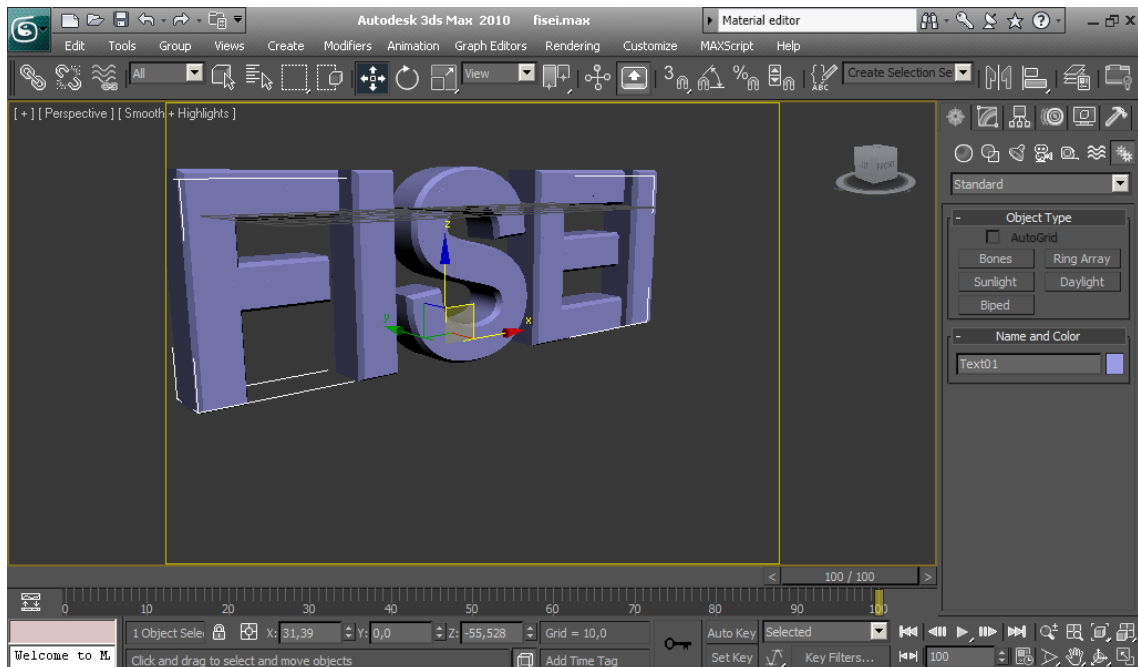 Autodesk 3ds Max 2010 fisei.max
Material editor
Edit Tools Group Views Create Modifiers Animation Graph Editors Rendering Customize MAXScript Help
All
View
3
%
ABC
Create Selection Se
[ + ] [ Perspective ] [ Smooth + Highlights ]
FRONT
Standard
FISEI
z
y
x
- Object Type
AutoGrid
Bones Ring Array
Sunlight Daylight
Biped
- Name and Color
Text01
< 100 / 100 >
0 10 20 30 40 50 60 70 80 90 100
1 Object Sele X: 31,39 Y: 0,0 Z: -55,528 Grid = 10,0 Auto Key Selected
Welcome to M Click and drag to select and move objects Add Time Tag Set Key Key Filters... 100